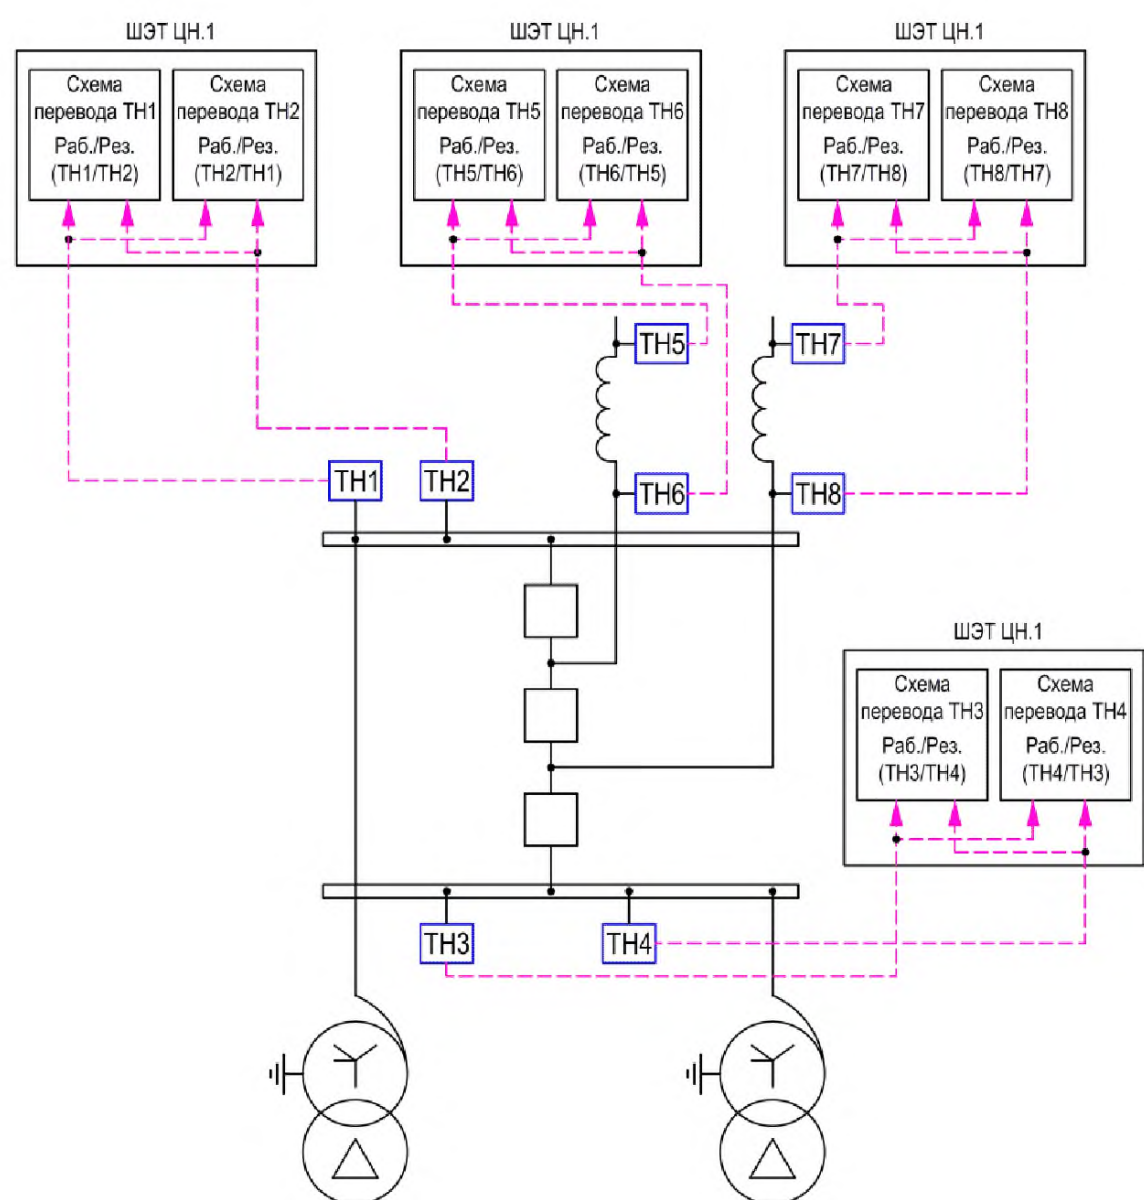 ШЭТ ЦН.1
Схема
перевода ТН1
Раб./Рез.
(ТН1/ТН2)
Схема
перевода ТН2
Раб./Рез.
(ТН2/ТН1)
ШЭТ ЦН.1
Схема
перевода ТН5
Раб./Рез.
(ТН5/ТН6)
Схема
перевода ТН6
Раб./Рез.
(ТН6/ТН5)
ШЭТ ЦН.1
Схема
перевода ТН7
Раб./Рез.
(ТН7/ТН8)
Схема
перевода ТН8
Раб./Рез.
(ТН8/ТН7)
ТН5
ТН7
ТН1
ТН2
ТН6
ТН8
ШЭТ ЦН.1
Схема
перевода ТН3
Раб./Рез.
(ТН3/ТН4)
Схема
перевода ТН4
Раб./Рез.
(ТН4/ТН3)
ТН3
ТН4